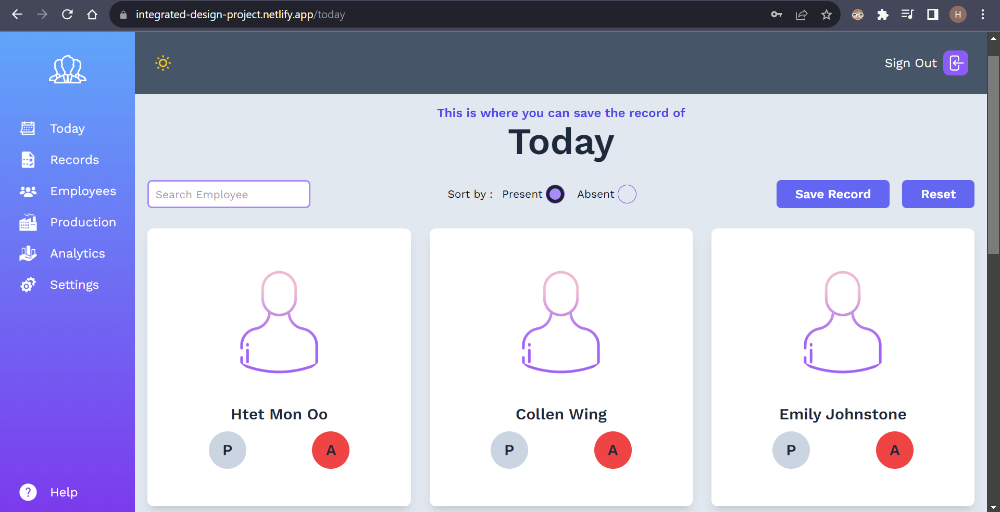 integrated-design-project.netlify.app/today
H
Sign Out
Today
Records
Employees
Production
Analytics
Settings
Help
This is where you can save the record of
Today
Search Employee
Sort by : Present Absent
Save Record
Reset
Htet Mon Oo
P A
Collen Wing
P A
Emily Johnstone
P A